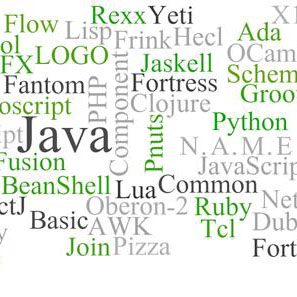 Flow
Rexx
Yeti
X1
ol
LOGO
Lisp
Frink
Hecl
Ada
FX
Jaskell
OCam
Fantom
PHP
Component
Fortress
Schem
oscript
Clojure
Groo
pt
Java
Pnuts
Python
N.A.M.E
Fusion
JavaScrip
BeanShell
Lua
Common
Net
ctJ
Basic
Oberon-2
Ruby
Dub
y
AWK
Tcl
Join
Pizza
Fort